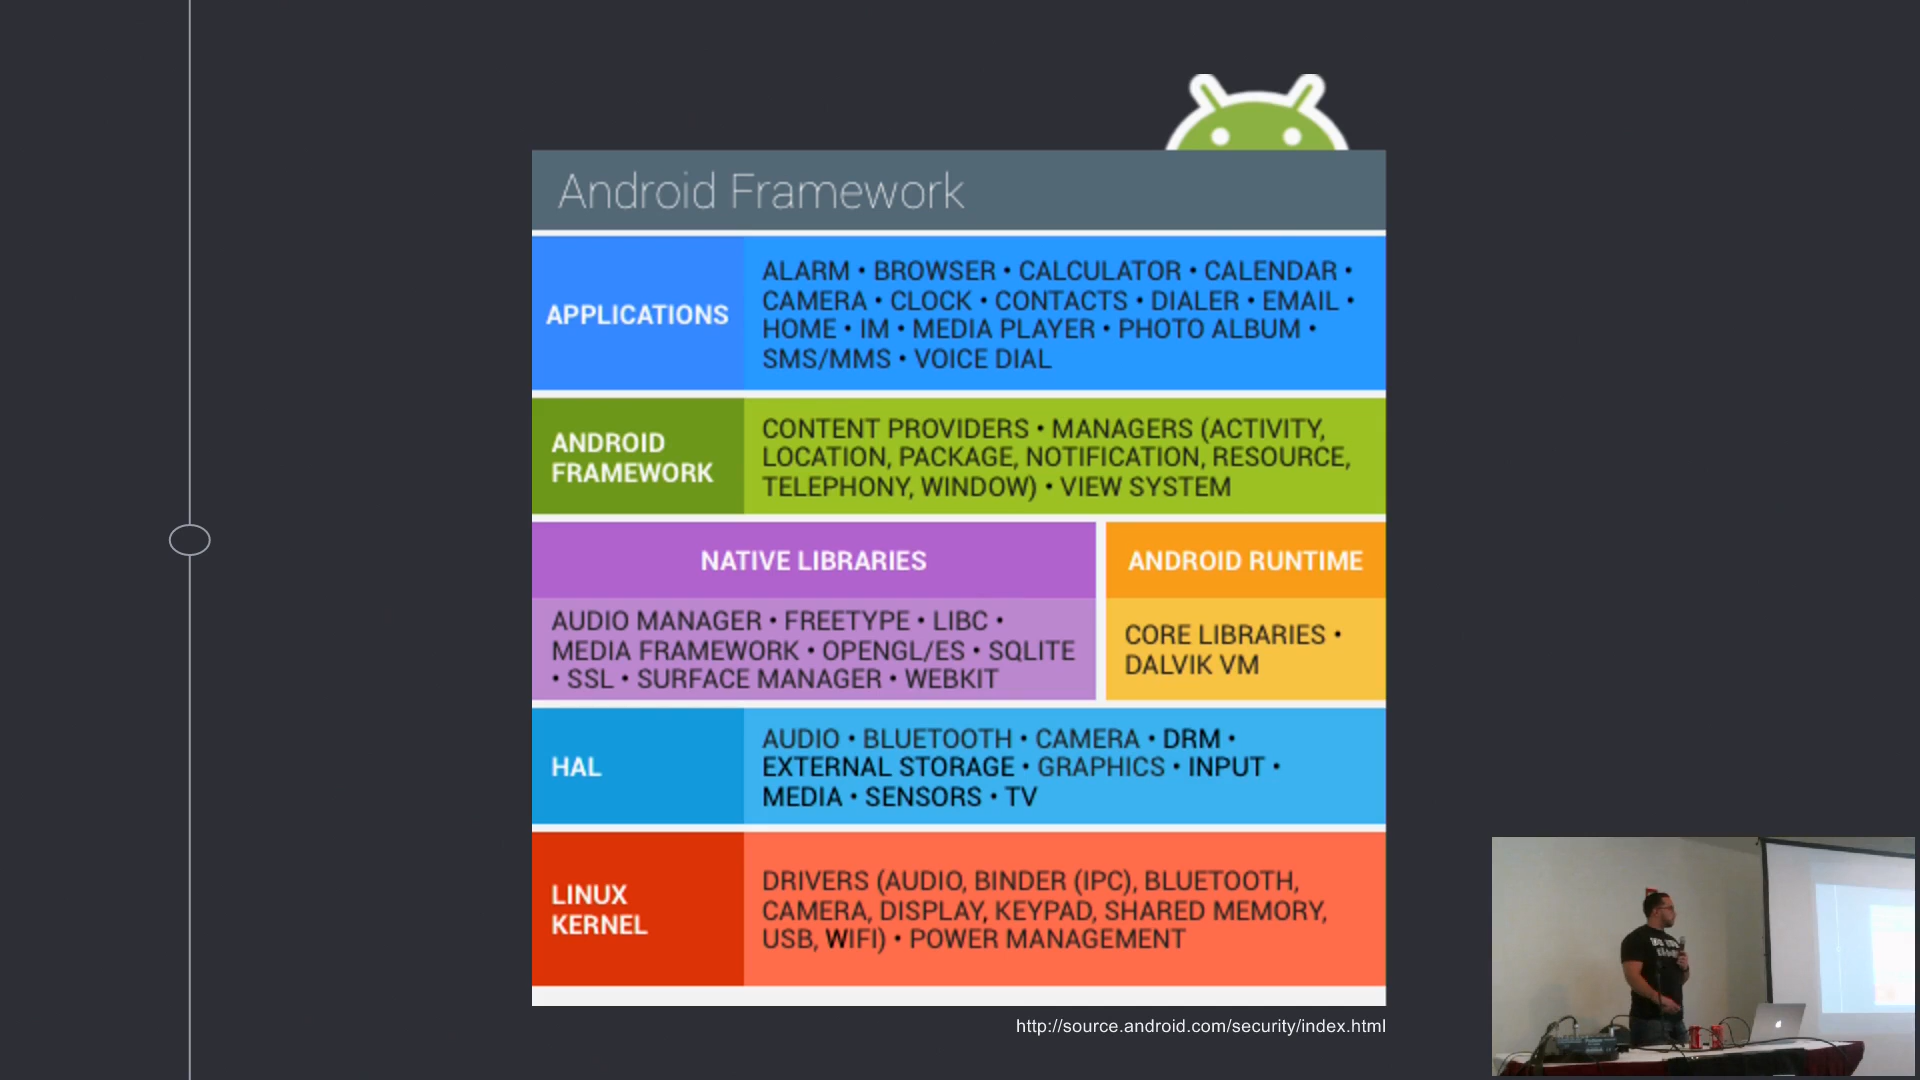 Android Framework
APPLICATIONS
ALARM • BROWSER • CALCULATOR • CALENDAR •
CAMERA • CLOCK • CONTACTS • DIALER • EMAIL •
HOME • IM • MEDIA PLAYER • PHOTO ALBUM •
SMS/MMS • VOICE DIAL
ANDROID
FRAMEWORK
CONTENT PROVIDERS • MANAGERS (ACTIVITY,
LOCATION, PACKAGE, NOTIFICATION, RESOURCE,
TELEPHONY, WINDOW) • VIEW SYSTEM
NATIVE LIBRARIES
AUDIO MANAGER • FREETYPE • LIBC •
MEDIA FRAMEWORK • OPENGL/ES • SQLITE
• SSL • SURFACE MANAGER • WEBKIT
ANDROID RUNTIME
CORE LIBRARIES •
DALVIK VM
HAL
AUDIO • BLUETOOTH • CAMERA • DRM •
EXTERNAL STORAGE • GRAPHICS • INPUT •
MEDIA • SENSORS • TV
LINUX
KERNEL
DRIVERS (AUDIO, BINDER (IPC), BLUETOOTH,
CAMERA, DISPLAY, KEYPAD, SHARED MEMORY,
USB, WIFI) • POWER MANAGEMENT
http://source.android.com/security/index.html